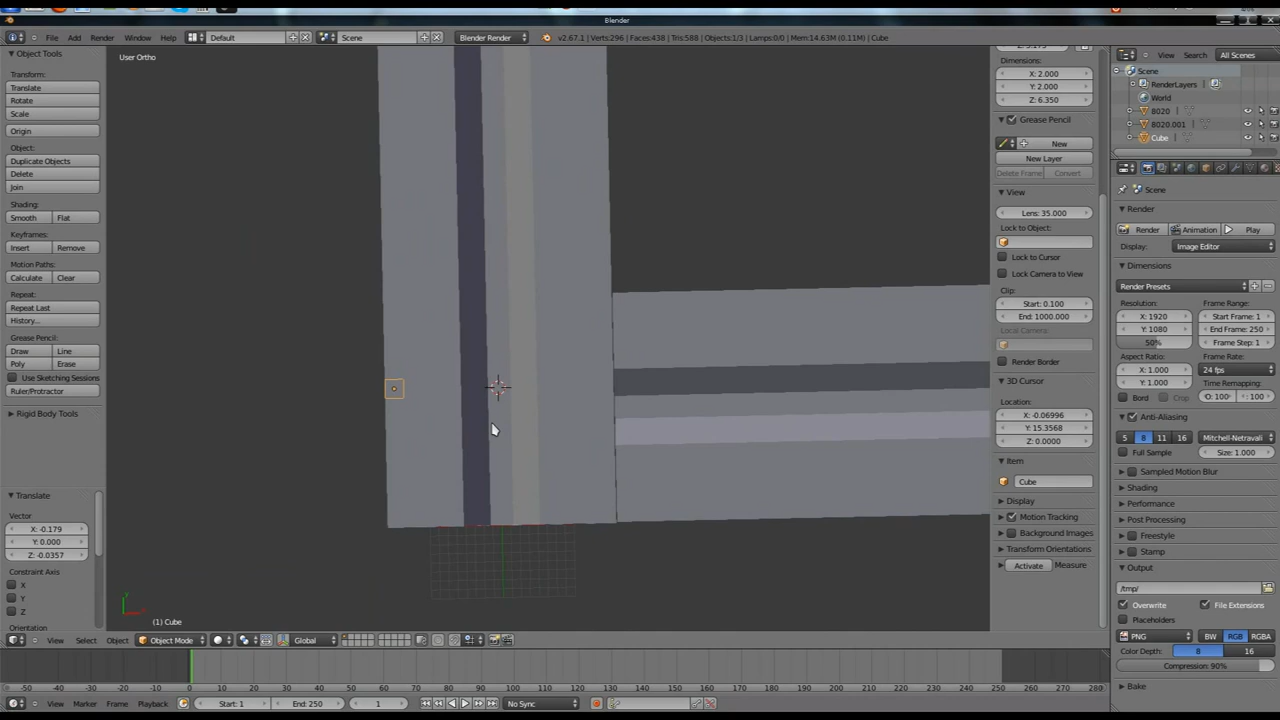 Blender
File Add Render Window Help Default Scene Blender Render v2.67.1 | Verts:296 | Faces:438 | Tris:588 | Objects:1/3 | Lamps:0/0 | Mem:14.63M (0.11M) | Cube
View Search All Scenes
Object Tools
Transform:
Translate
Rotate
Scale
Origin
Object:
Duplicate Objects
Delete
Join
Shading:
Smooth Flat
Keyframes:
Insert Remove
Motion Paths:
Calculate Clear
Repeat:
Repeat Last
History...
Grease Pencil:
Draw Line
Poly Erase
Use Sketching Sessions
Ruler/Protractor
Rigid Body Tools
Translate
Vector
X: -0.179
Y: 0.000
Z: -0.0357
Constraint Axis
X
Y
Z
Orientation
User Ortho
(1) Cube
Dimensions:
X: 2.000
Y: 2.000
Z: 6.350
Grease Pencil
New
New Layer
Delete Frame Convert
View
Lens: 35.000
Lock to Object:
Lock to Cursor
Lock Camera to View
Clip:
Start: 0.100
End: 1000.000
Local Camera:
Render Border
3D Cursor
Location:
X: -0.06996
Y: 15.3568
Z: 0.0000
Item
Cube
Display
Motion Tracking
Background Images
Transform Orientations
Activate Measure
Scene
RenderLayers
World
8020
8020.001
Cube
Scene
Render
Render Animation Play
Display: Image Editor
Dimensions
Render Presets
Resolution: Frame Range:
X: 1920 Start Frame: 1
Y: 1080 End Frame: 250
50% Frame Step: 1
Aspect Ratio: Frame Rate:
X: 1.000 24 fps
Y: 1.000 Time Remapping:
Bord Crop O: 100 : 100
Anti-Aliasing
5 8 11 16 Mitchell-Netravali
Full Sample Size: 1.000
Sampled Motion Blur
Shading
Performance
Post Processing
Freestyle
Stamp
Output
/tmp/
Overwrite File Extensions
Placeholders
PNG BW RGB RGBA
Color Depth: 8 16
Compression: 90%
Bake
View Select Object Object Mode Global
-50 -40 -30 -20 -10 0 10 20 30 40 50 60 70 80 90 100 110 120 130 140 150 160 170 180 190 200 210 220 230 240 250 260 270 280
View Marker Frame Playback Start: 1 End: 250 1 No Sync